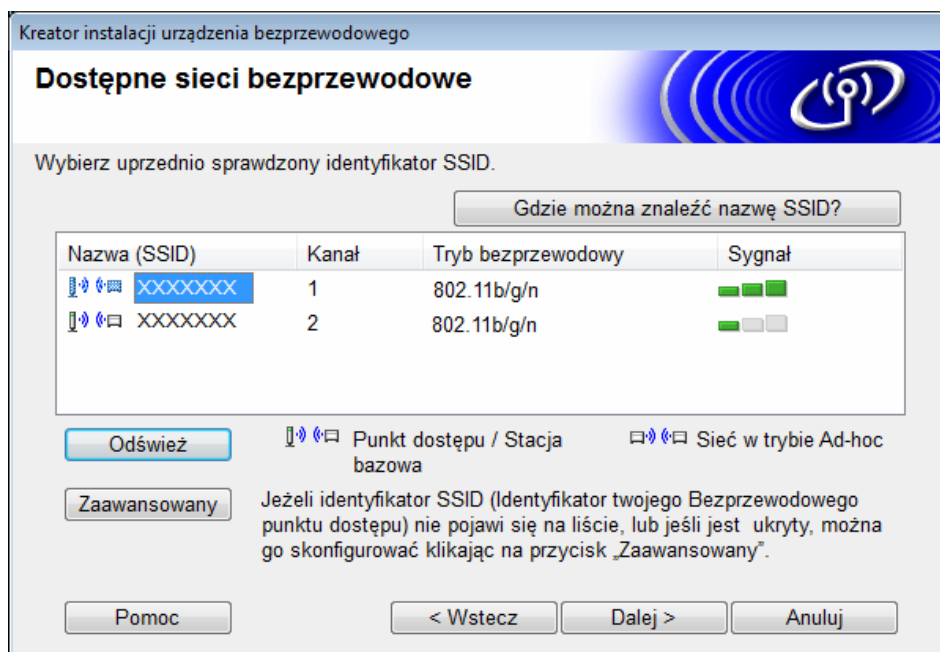 Kreator instalacji urządzenia bezprzewodowego
Dostępne sieci bezprzewodowe
Wybierz uprzednio sprawdzony identyfikator SSID.
Gdzie można znaleźć nazwę SSID?
Nazwa (SSID) Kanał Tryb bezprzewodowy Sygnał
XXXXXXX 1 802.11b/g/n
XXXXXXX 2 802.11b/g/n
Odśwież
Punkt dostępu / Stacja
bazowa
Sieć w trybie Ad-hoc
Zaawansowany
Jeżeli identyfikator SSID (Identyfikator twojego Bezprzewodowego
punktu dostępu) nie pojawi się na liście, lub jeśli jest ukryty, można
go skonfigurować klikając na przycisk „Zaawansowany”.
Pomoc
< Wstecz
Dalej >
Anuluj